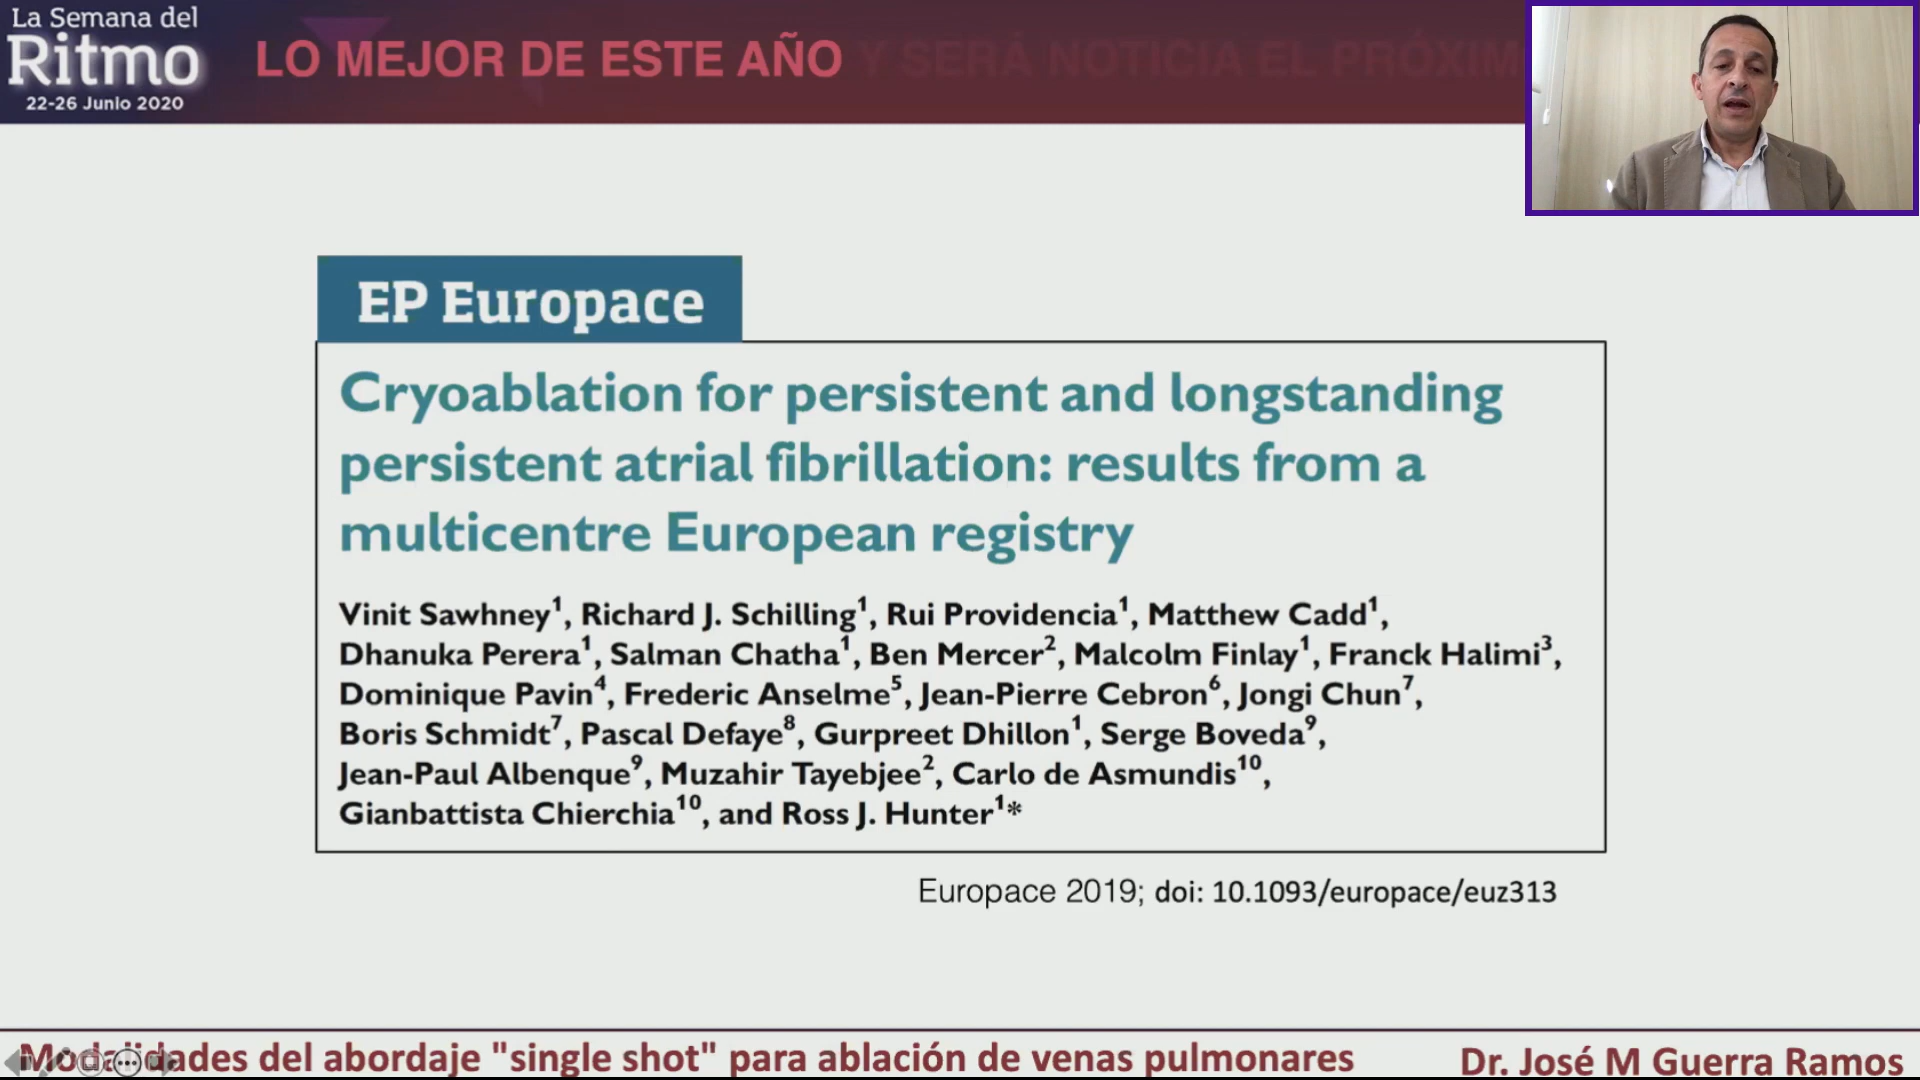 La Semana del
Ritmo
22-26 Junio 2020
LO MEJOR DE ESTE AÑO Y SERÁ NOTICIA EL PRÓXIM
EP Europace
Cryoablation for persistent and longstanding
persistent atrial fibrillation: results from a
multicentre European registry
Vinit Sawhney¹, Richard J. Schilling¹, Rui Providencia¹, Matthew Cadd¹,
Dhanuka Perera¹, Salman Chatha¹, Ben Mercer², Malcolm Finlay¹, Franck Halimi³,
Dominique Pavin⁴, Frederic Anselme⁵, Jean-Pierre Cebron⁶, Jongi Chun⁷,
Boris Schmidt⁷, Pascal Defaye⁸, Gurpreet Dhillon¹, Serge Boveda⁹,
Jean-Paul Albenque⁹, Muzahir Tayebjee², Carlo de Asmundis¹⁰,
Gianbattista Chierchia¹⁰, and Ross J. Hunter¹*
Europace 2019; doi: 10.1093/europace/euz313
Modalidades del abordaje "single shot" para ablación de venas pulmonares
Dr. José M Guerra Ramos